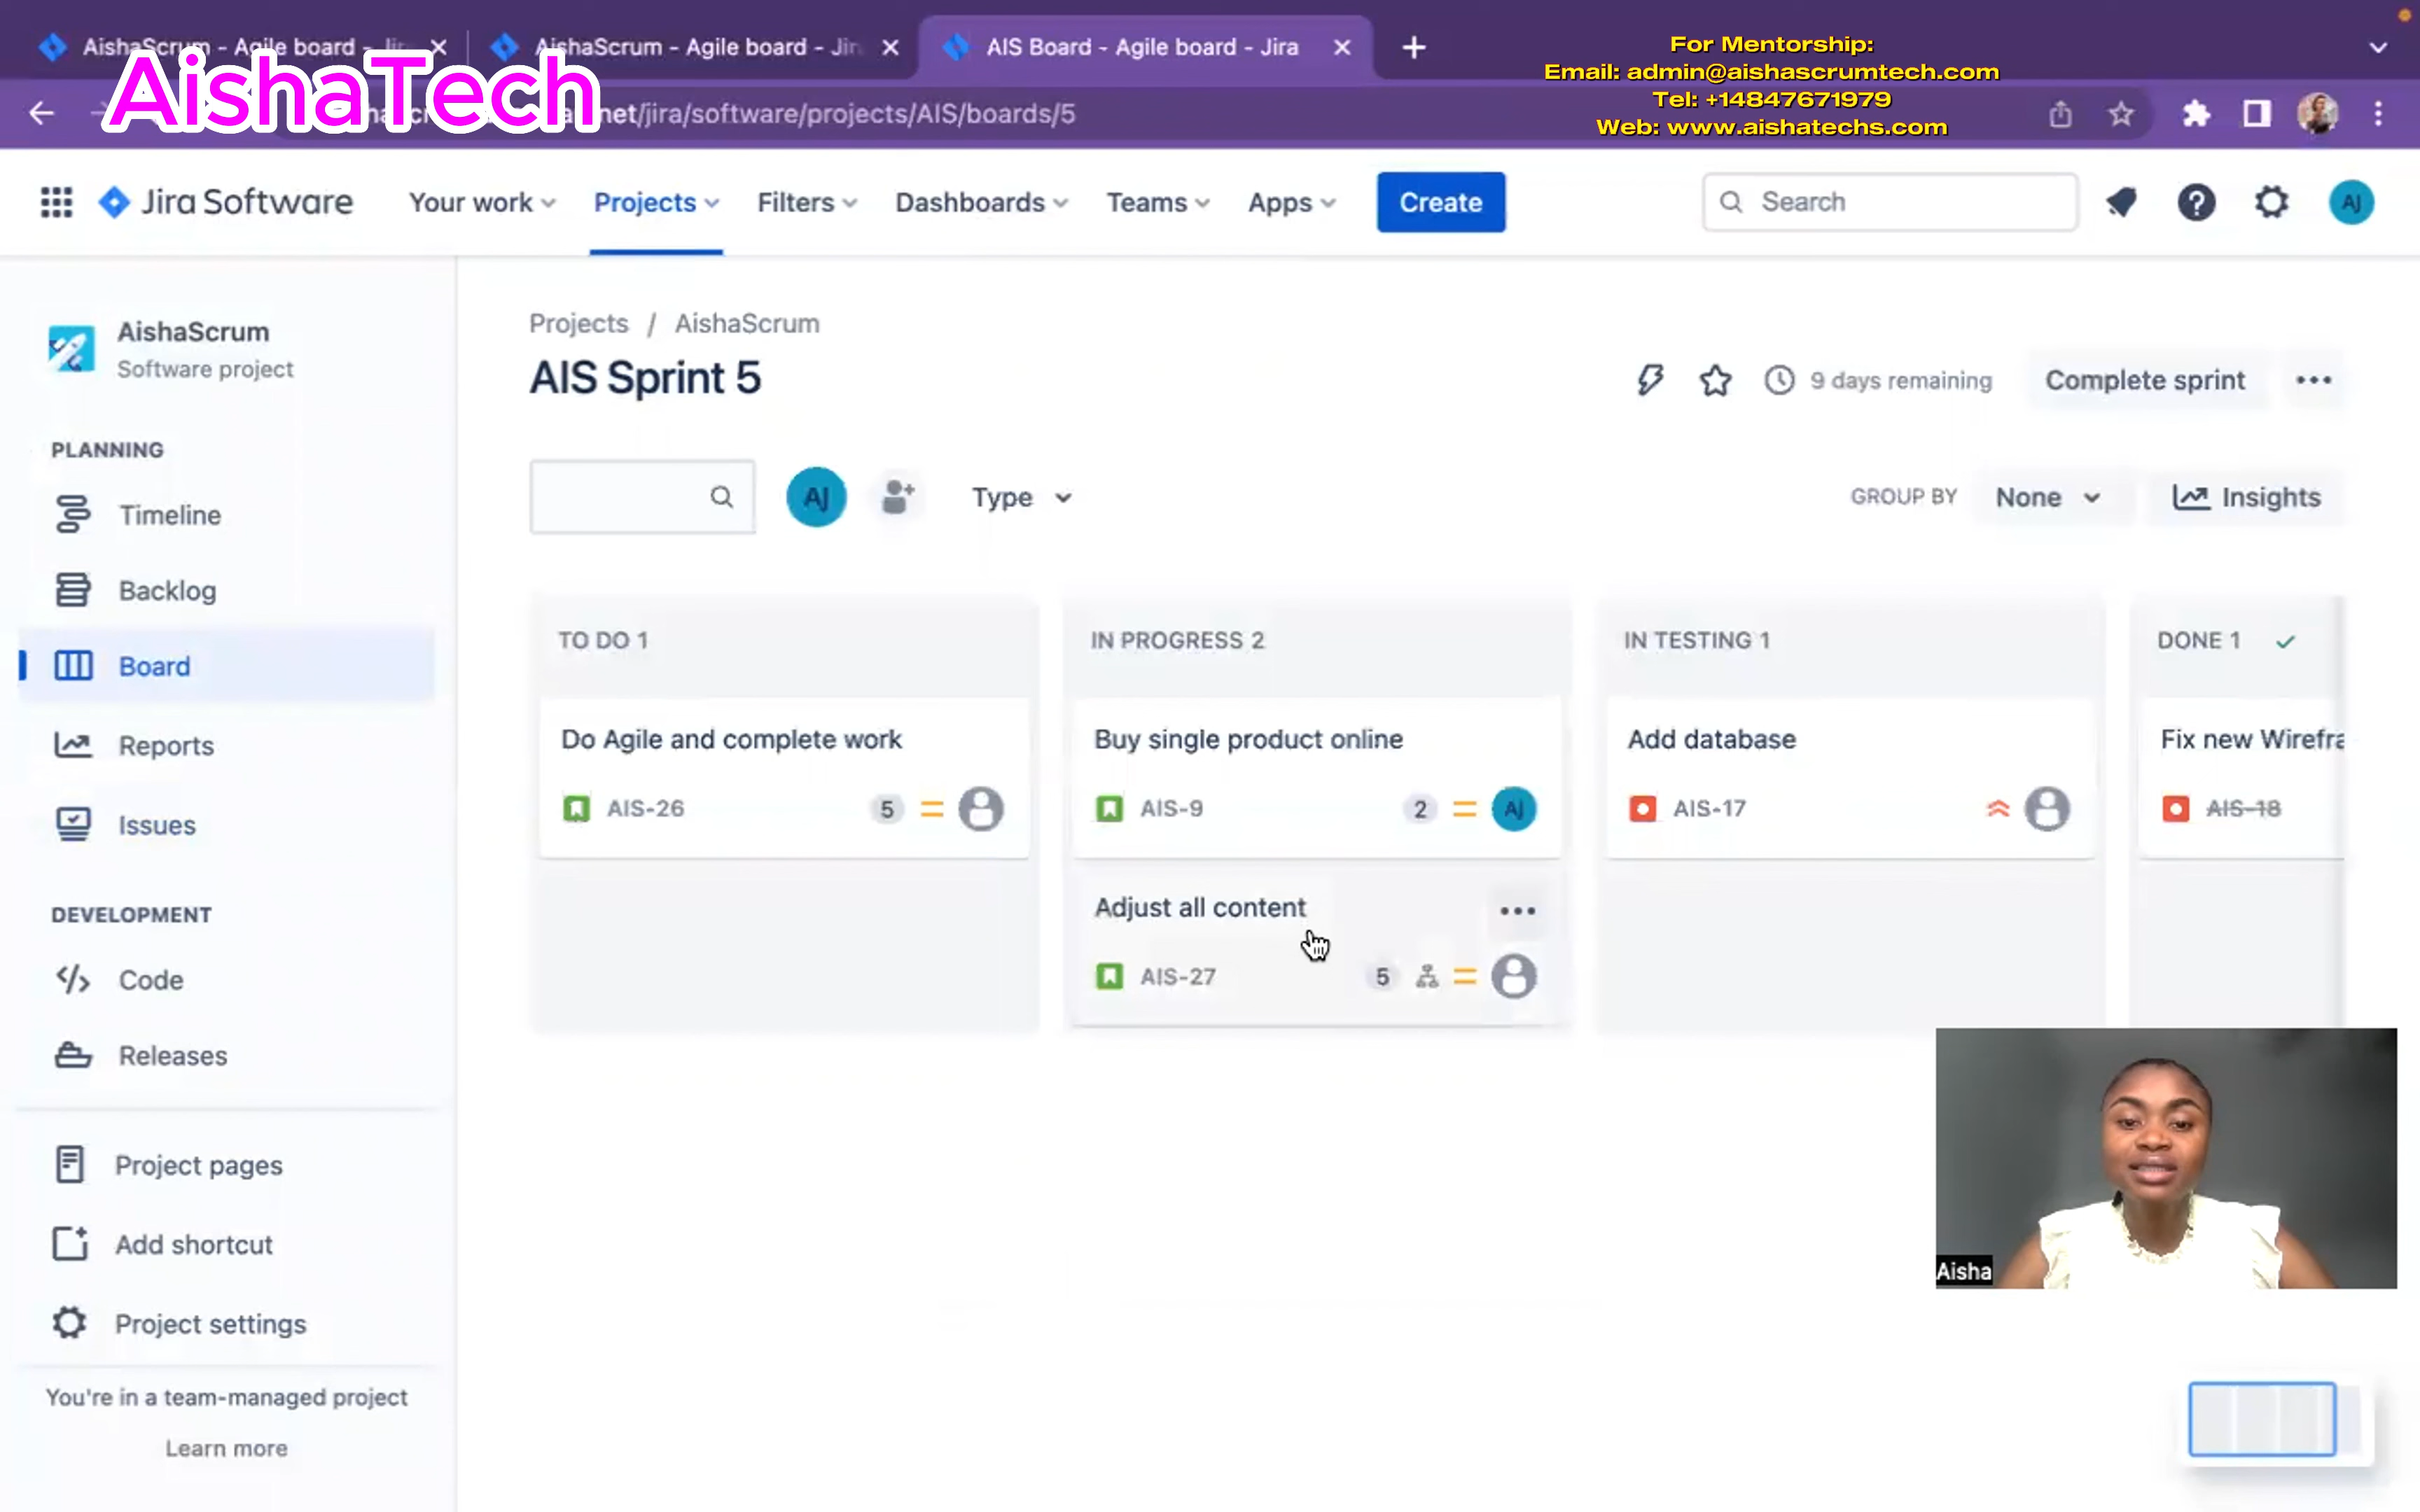 AishaScrum - Agile board - Jir
AishaScrum - Agile board - Jira
AIS Board - Agile board - Jira
For Mentorship:
Email: admin@aishascrumtech.com
Tel: +14847671979
Web: www.aishatechs.com
AishaTech
net/jira/software/projects/AIS/boards/5
Jira Software
Your work
Projects
Filters
Dashboards
Teams
Apps
Create
Search
AJ
AishaScrum
Software project
Projects / AishaScrum
AIS Sprint 5
9 days remaining
Complete sprint
PLANNING
Timeline
Backlog
Board
Reports
Issues
DEVELOPMENT
Code
Releases
Project pages
Add shortcut
Project settings
You're in a team-managed project
Learn more
AJ
Type
GROUP BY
None
Insights
TO DO 1
Do Agile and complete work
AIS-26
5
IN PROGRESS 2
Buy single product online
AIS-9
2
AJ
Adjust all content
AIS-27
5
IN TESTING 1
Add database
AIS-17
DONE 1
Fix new Wirefra
AIS-18
Aisha